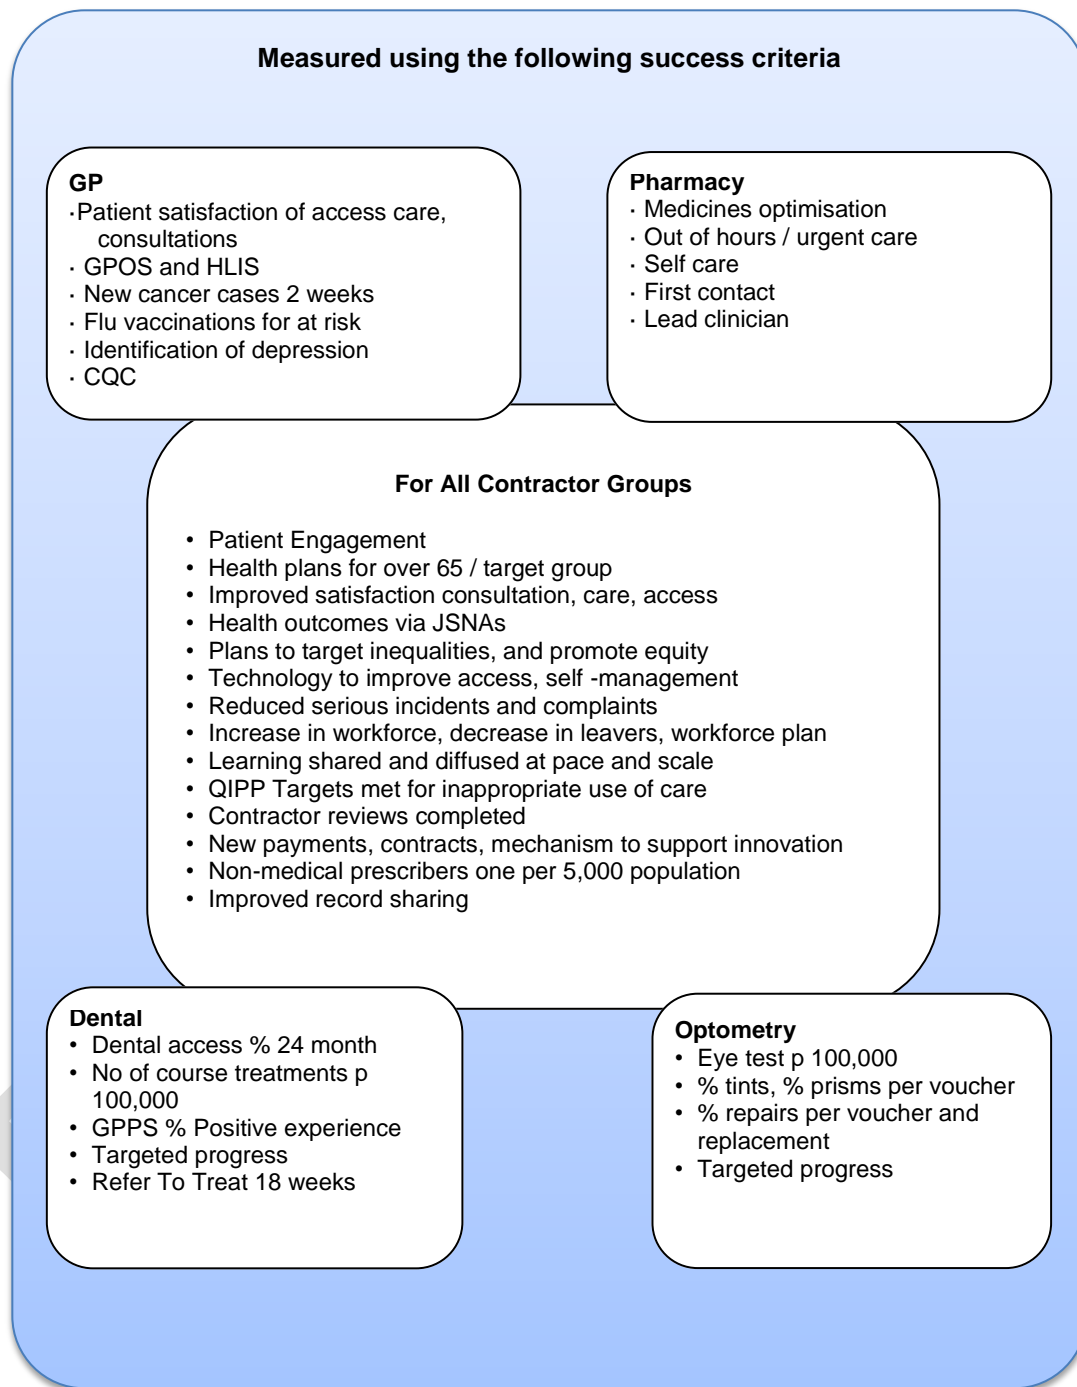 Measured using the following success criteria
GP
· Patient satisfaction of access care,
consultations
· GPOS and HLIS
· New cancer cases 2 weeks
· Flu vaccinations for at risk
· Identification of depression
· CQC
Pharmacy
· Medicines optimisation
· Out of hours / urgent care
· Self care
· First contact
· Lead clinician
For All Contractor Groups
• Patient Engagement
• Health plans for over 65 / target group
• Improved satisfaction consultation, care, access
• Health outcomes via JSNAs
• Plans to target inequalities, and promote equity
• Technology to improve access, self -management
• Reduced serious incidents and complaints
• Increase in workforce, decrease in leavers, workforce plan
• Learning shared and diffused at pace and scale
• QIPP Targets met for inappropriate use of care
• Contractor reviews completed
• New payments, contracts, mechanism to support innovation
• Non-medical prescribers one per 5,000 population
• Improved record sharing
Dental
• Dental access % 24 month
• No of course treatments p
100,000
• GPPS % Positive experience
• Targeted progress
• Refer To Treat 18 weeks
Optometry
• Eye test p 100,000
• % tints, % prisms per voucher
• % repairs per voucher and
replacement
• Targeted progress